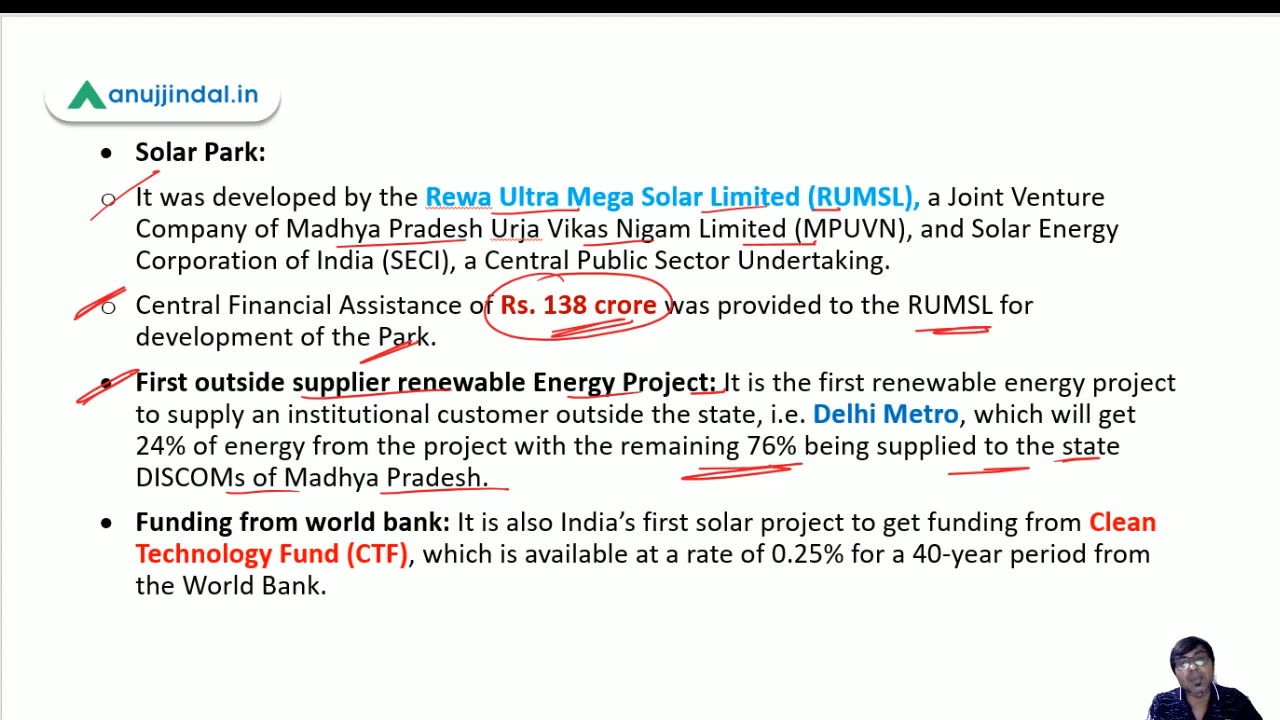 anujjindal.in
• Solar Park:
o It was developed by the Rewa Ultra Mega Solar Limited (RUMSL), a Joint Venture
Company of Madhya Pradesh Urja Vikas Nigam Limited (MPUVN), and Solar Energy
Corporation of India (SECI), a Central Public Sector Undertaking.
o Central Financial Assistance of Rs. 138 crore was provided to the RUMSL for
development of the Park.
• First outside supplier renewable Energy Project: It is the first renewable energy project
to supply an institutional customer outside the state, i.e. Delhi Metro, which will get
24% of energy from the project with the remaining 76% being supplied to the state
DISCOMs of Madhya Pradesh.
• Funding from world bank: It is also India’s first solar project to get funding from Clean
Technology Fund (CTF), which is available at a rate of 0.25% for a 40-year period from
the World Bank.